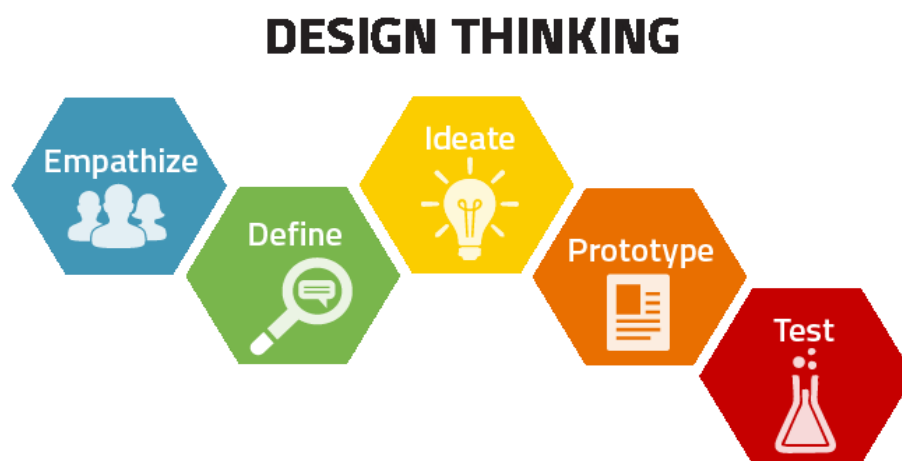 DESIGN THINKING
Empathize
Define
Ideate
Prototype
Test